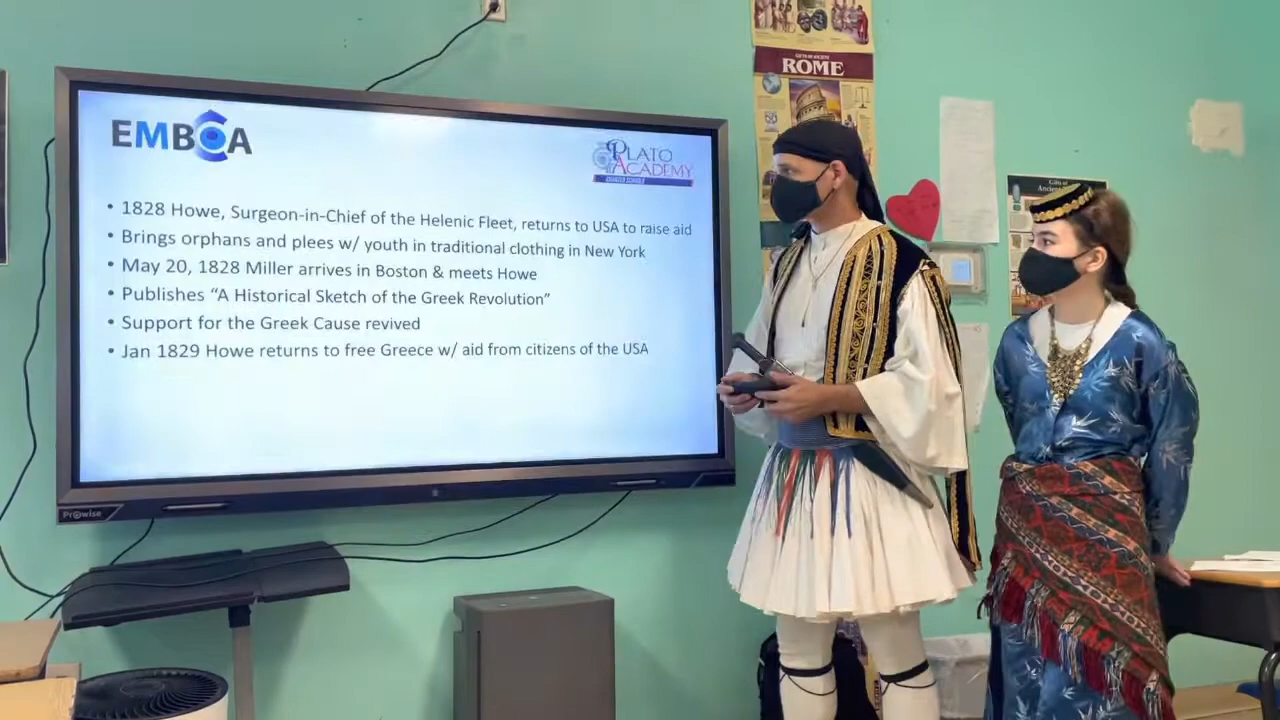 EMBCA
PLATO
ACADEMY
• 1828 Howe, Surgeon-in-Chief of the Helenic Fleet, returns to USA to raise aid
• Brings orphans and plees w/ youth in traditional clothing in New York
• May 20, 1828 Miller arrives in Boston & meets Howe
• Publishes “A Historical Sketch of the Greek Revolution”
• Support for the Greek Cause revived
• Jan 1829 Howe returns to free Greece w/ aid from citizens of the USA
Prowise
ROME
Gifts of